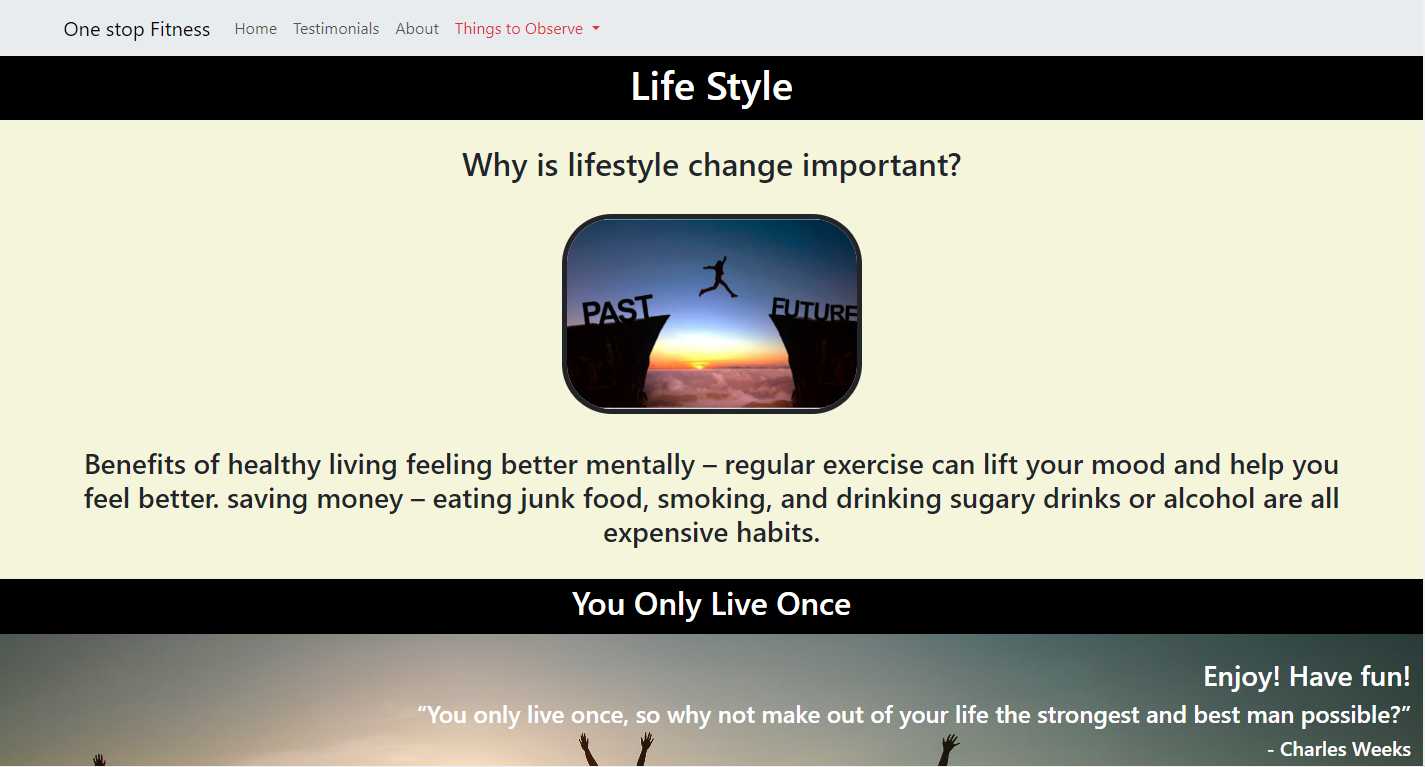 One stop Fitness Home Testimonials About Things to Observe
Life Style
Why is lifestyle change important?
PAST FUTURE
Benefits of healthy living feeling better mentally – regular exercise can lift your mood and help you
feel better. saving money – eating junk food, smoking, and drinking sugary drinks or alcohol are all
expensive habits.
You Only Live Once
Enjoy! Have fun!
“You only live once, so why not make out of your life the strongest and best man possible?”
- Charles Weeks